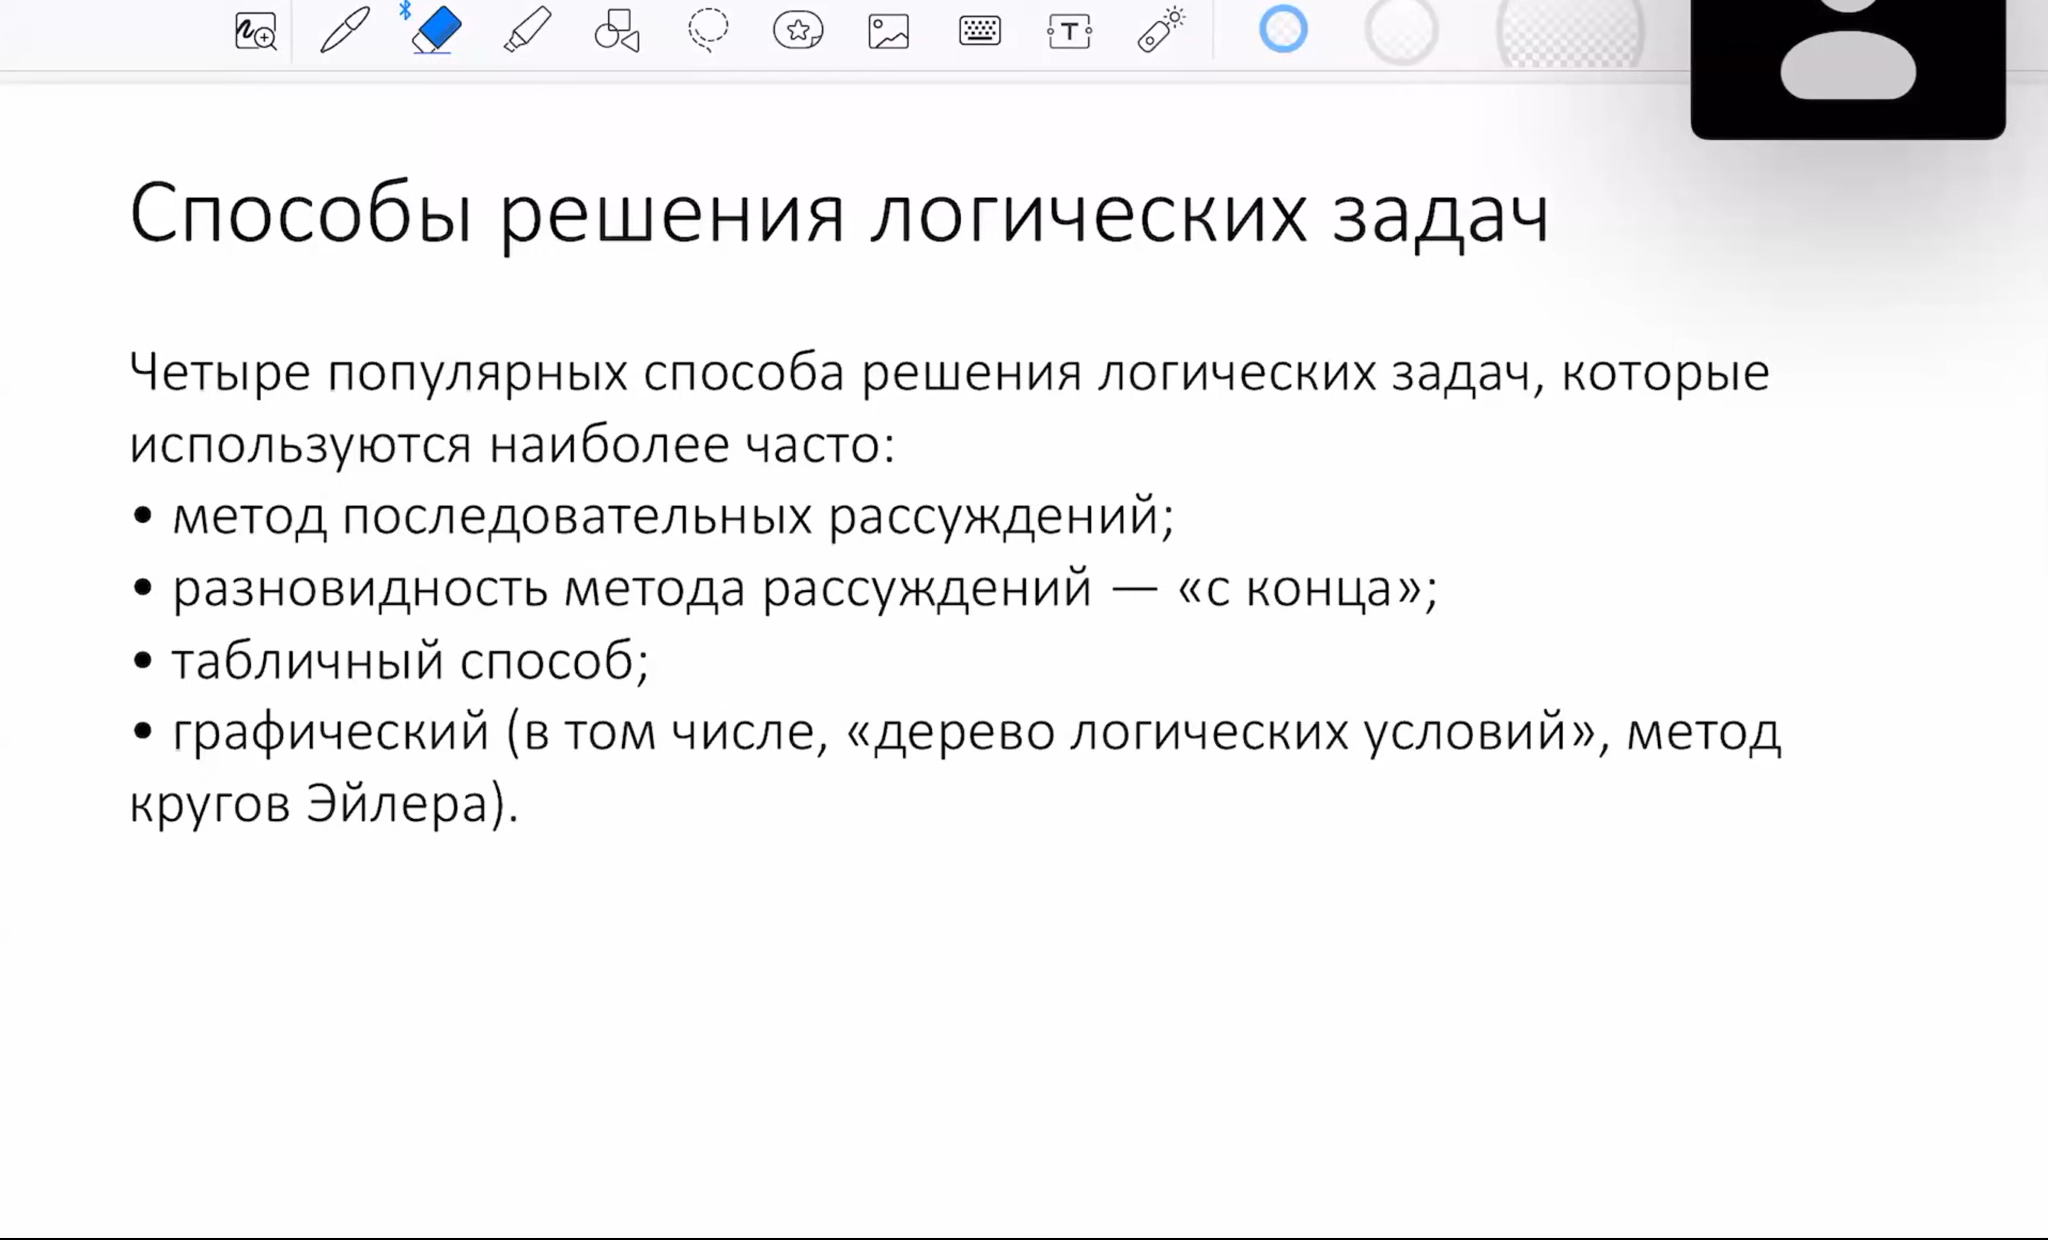 Способы решения логических задач
Четыре популярных способа решения логических задач, которые
используются наиболее часто:
• метод последовательных рассуждений;
• разновидность метода рассуждений — «с конца»;
• табличный способ;
• графический (в том числе, «дерево логических условий», метод
кругов Эйлера).